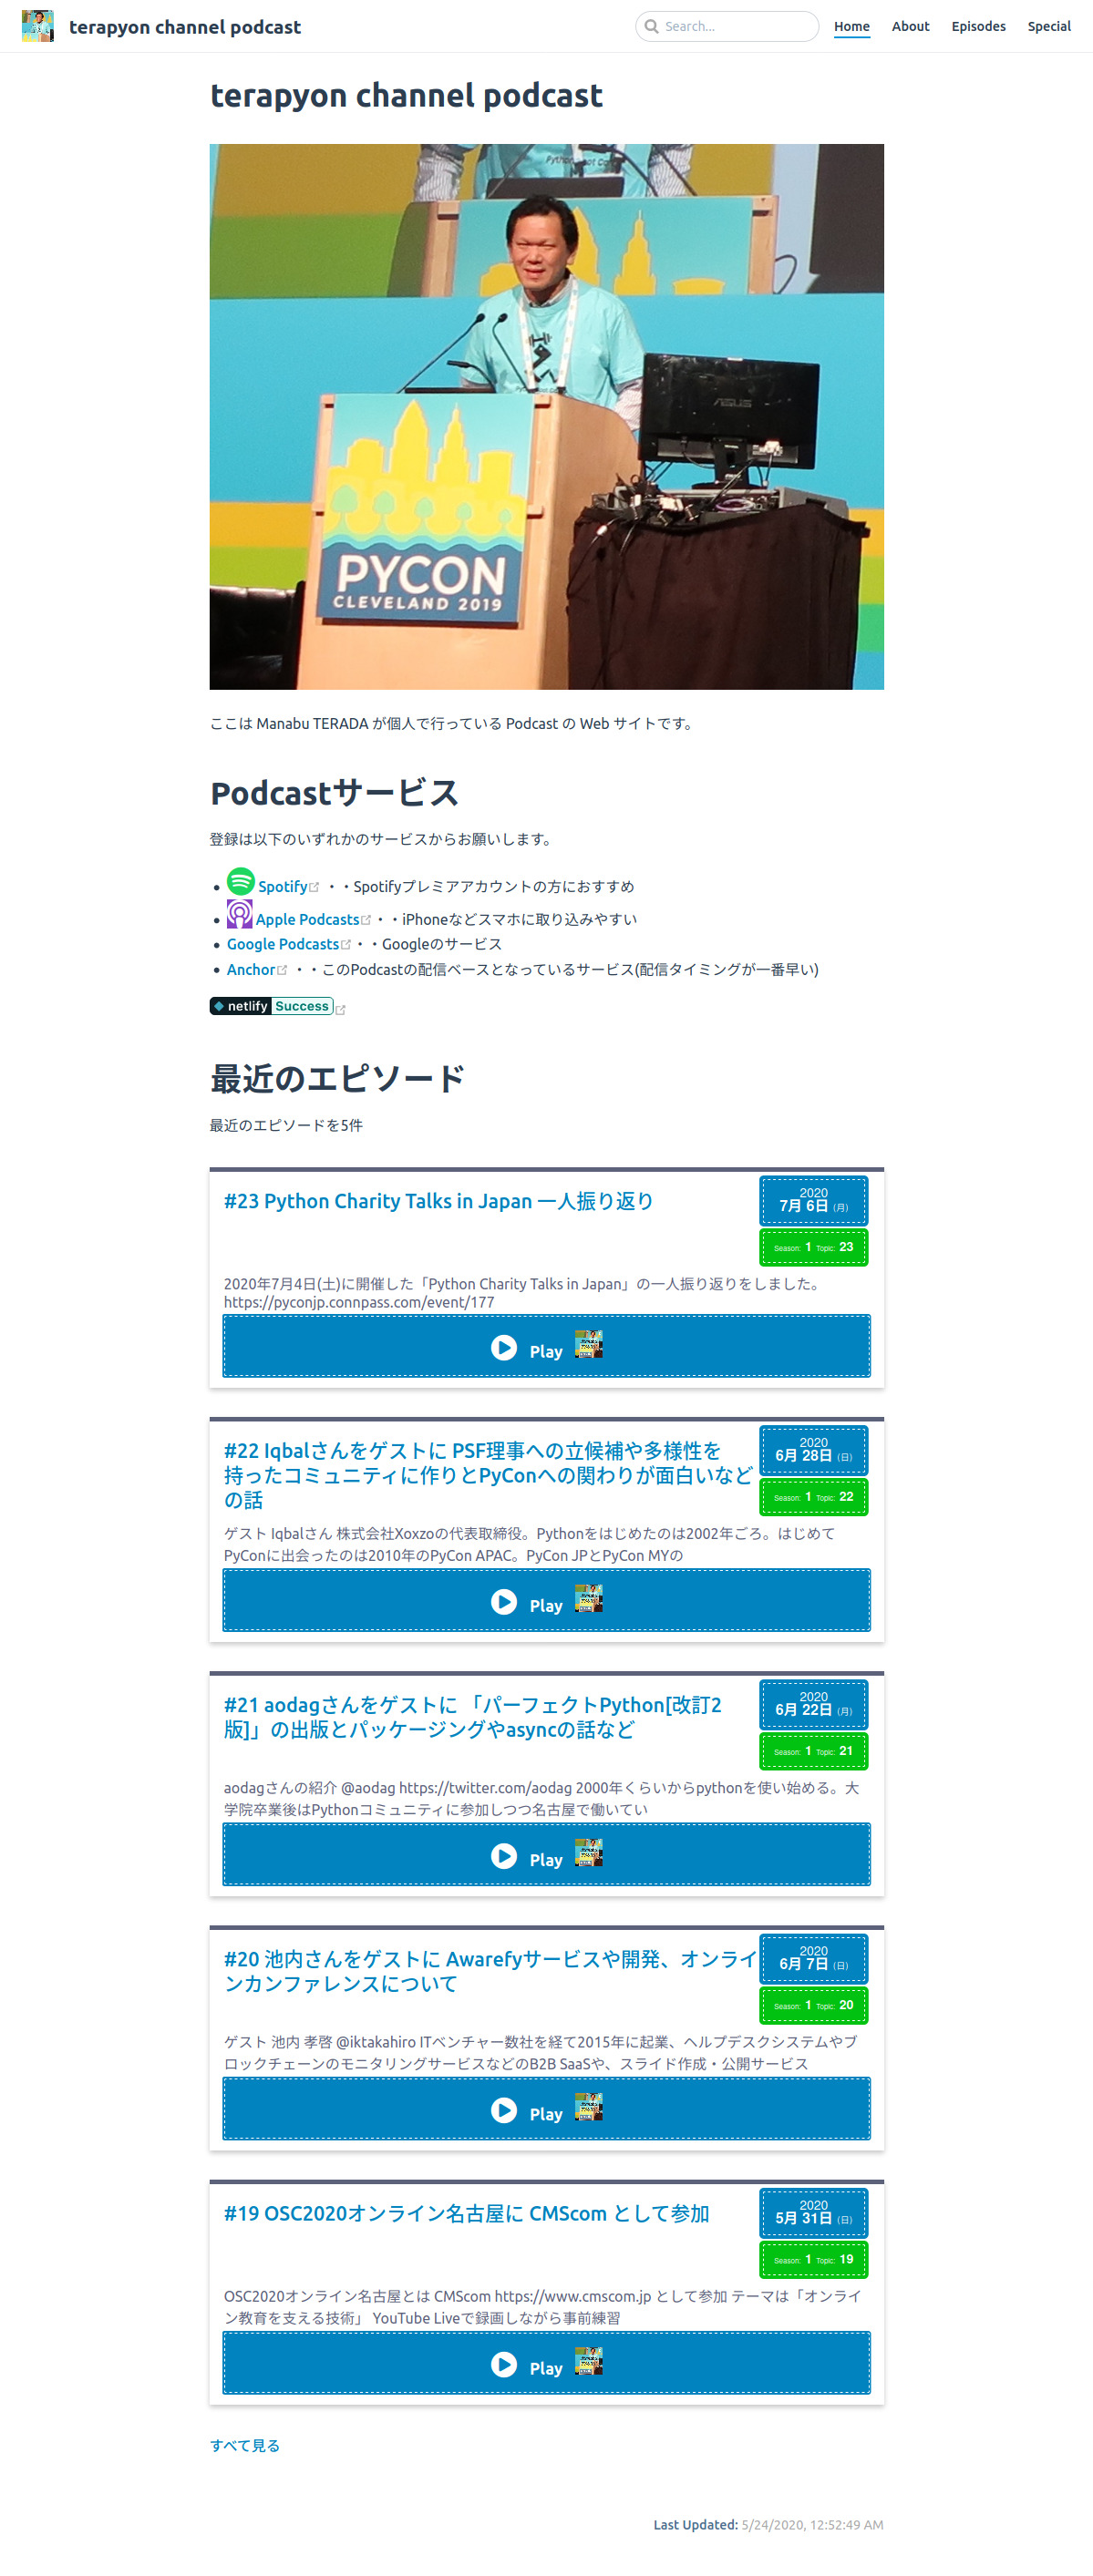 terapyon channel podcast
Search...
Home
About
Episodes
Special
terapyon channel podcast
ASUS
PYCON
CLEVELAND 2019
ここは Manabu TERADA が個人で行っている Podcast の Web サイトです。
Podcastサービス
登録は以下のいずれかのサービスからお願いします。
Spotify ・・Spotifyプレミアアカウントの方におすすめ
Apple Podcasts ・・iPhoneなどスマホに取り込みやすい
Google Podcasts ・・Googleのサービス
Anchor ・・このPodcastの配信ベースとなっているサービス(配信タイミングが一番早い)
netlify Success
最近のエピソード
最近のエピソードを5件
#23 Python Charity Talks in Japan 一人振り返り
2020
7月 6日 (月)
Season: 1 Topic: 23
2020年7月4日(土)に開催した「Python Charity Talks in Japan」の一人振り返りをしました。
https://pyconjp.connpass.com/event/177
Play
#22 Iqbalさんをゲストに PSF理事への立候補や多様性を
持ったコミュニティに作りとPyConへの関わりが面白いなど
の話
2020
6月 28日 (日)
Season: 1 Topic: 22
ゲスト Iqbalさん 株式会社Xoxzoの代表取締役。Pythonをはじめたのは2002年ごろ。はじめて
PyConに出会ったのは2010年のPyCon APAC。PyCon JPとPyCon MYの
Play
#21 aodagさんをゲストに 「パーフェクトPython[改訂2
版]」の出版とパッケージングやasyncの話など
2020
6月 22日 (月)
Season: 1 Topic: 21
aodagさんの紹介 @aodag https://twitter.com/aodag 2000年くらいからpythonを使い始める。大
学院卒業後はPythonコミュニティに参加しつつ名古屋で働いてい
Play
#20 池内さんをゲストに Awarefyサービスや開発、オンライ
ンカンファレンスについて
2020
6月 7日 (日)
Season: 1 Topic: 20
ゲスト 池内 孝啓 @iktakahiro ITベンチャー数社を経て2015年に起業、ヘルプデスクシステムやブ
ロックチェーンのモニタリングサービスなどのB2B SaaSや、スライド作成・公開サービス
Play
#19 OSC2020オンライン名古屋に CMScom として参加
2020
5月 31日 (日)
Season: 1 Topic: 19
OSC2020オンライン名古屋とは CMScom https://www.cmscom.jp として参加 テーマは「オンライ
ン教育を支える技術」 YouTube Liveで録画しながら事前練習
Play
すべて見る
Last Updated: 5/24/2020, 12:52:49 AM